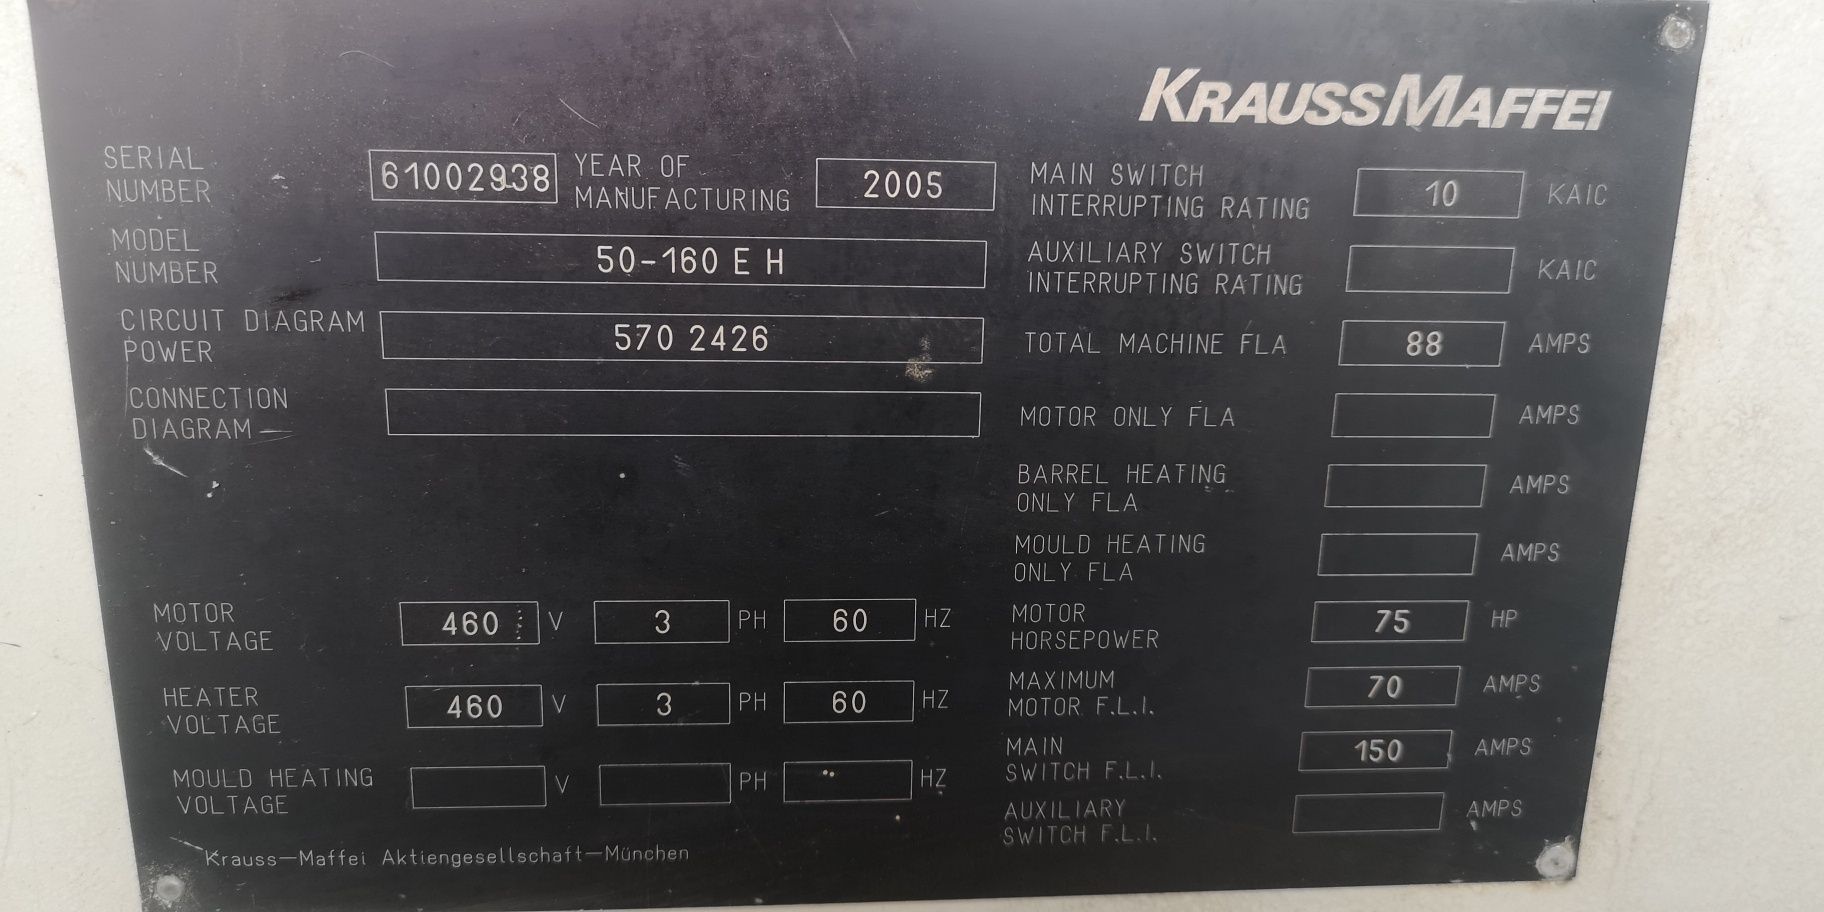 KRAUSSMAFFEI
SERIAL NUMBER 61002938 YEAR OF MANUFACTURING 2005
MODEL NUMBER 50-160 E H
CIRCUIT DIAGRAM POWER 570 2426
CONNECTION DIAGRAM
MOTOR VOLTAGE 460 V 3 PH 60 HZ
HEATER VOLTAGE 460 V 3 PH 60 HZ
MOULD HEATING VOLTAGE V PH HZ
Krauss-Maffei Aktiengesellschaft-München
MAIN SWITCH INTERRUPTING RATING 10 KAIC
AUXILIARY SWITCH INTERRUPTING RATING KAIC
TOTAL MACHINE FLA 88 AMPS
MOTOR ONLY FLA AMPS
BARREL HEATING ONLY FLA AMPS
MOULD HEATING ONLY FLA AMPS
MOTOR HORSEPOWER 75 HP
MAXIMUM MOTOR F.L.I. 70 AMPS
MAIN SWITCH F.L.I. 150 AMPS
AUXILIARY SWITCH F.L.I. AMPS